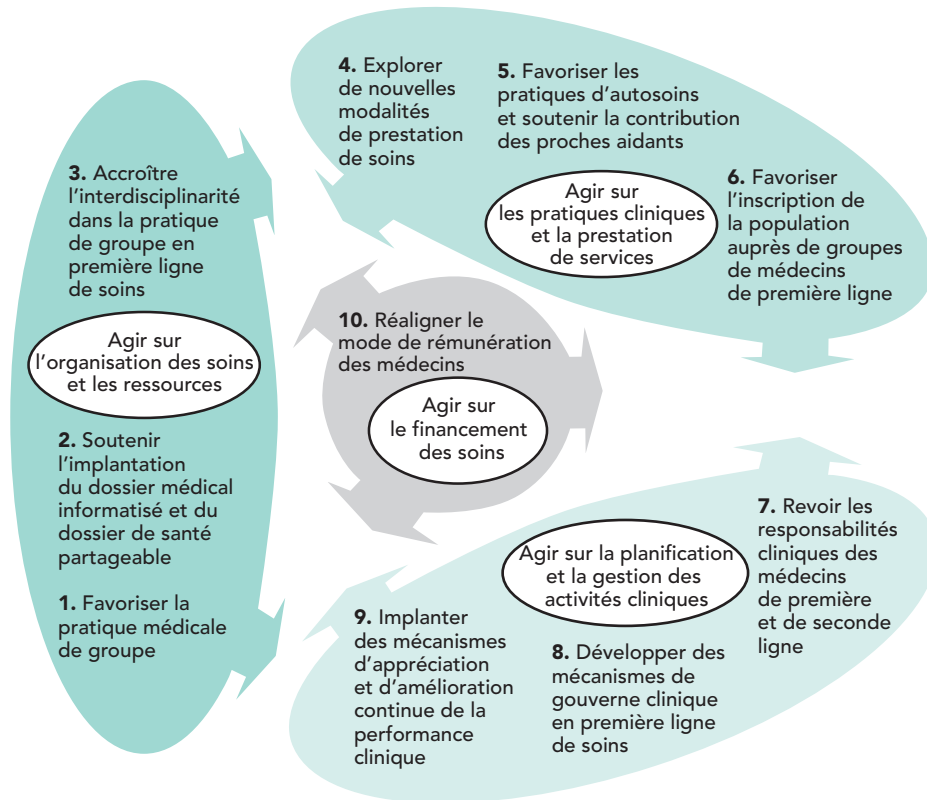 4. Explorer
de nouvelles
modalités
de prestation
de soins
5. Favoriser les
pratiques d'autosoins
et soutenir la contribution
des proches aidants
6. Favoriser
l'inscription de
la population
auprès de groupes
de médecins
de première ligne
Agir sur
les pratiques cliniques
et la prestation
de services
3. Accroître
l'interdisciplinarité
dans la pratique
de groupe en
première ligne
de soins
Agir sur
l'organisation des soins
et les ressources
2. Soutenir
l'implantation
du dossier médical
informatisé et du
dossier de santé
partageable
1. Favoriser la
pratique médicale
de groupe
10. Réaligner le
mode de rémunération
des médecins
Agir sur
le financement
des soins
7. Revoir les
responsabilités
cliniques des
médecins
de première
et de seconde
ligne
Agir sur la planification
et la gestion des
activités cliniques
8. Développer des
mécanismes de
gouverne clinique
en première ligne
de soins
9. Implanter
des mécanismes
d'appréciation
et d'amélioration
continue de la
performance
clinique